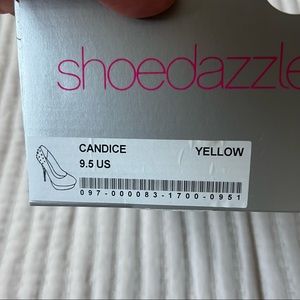 shoedazzle
CANDICE YELLOW
9.5 US
097-000083-1700-0951